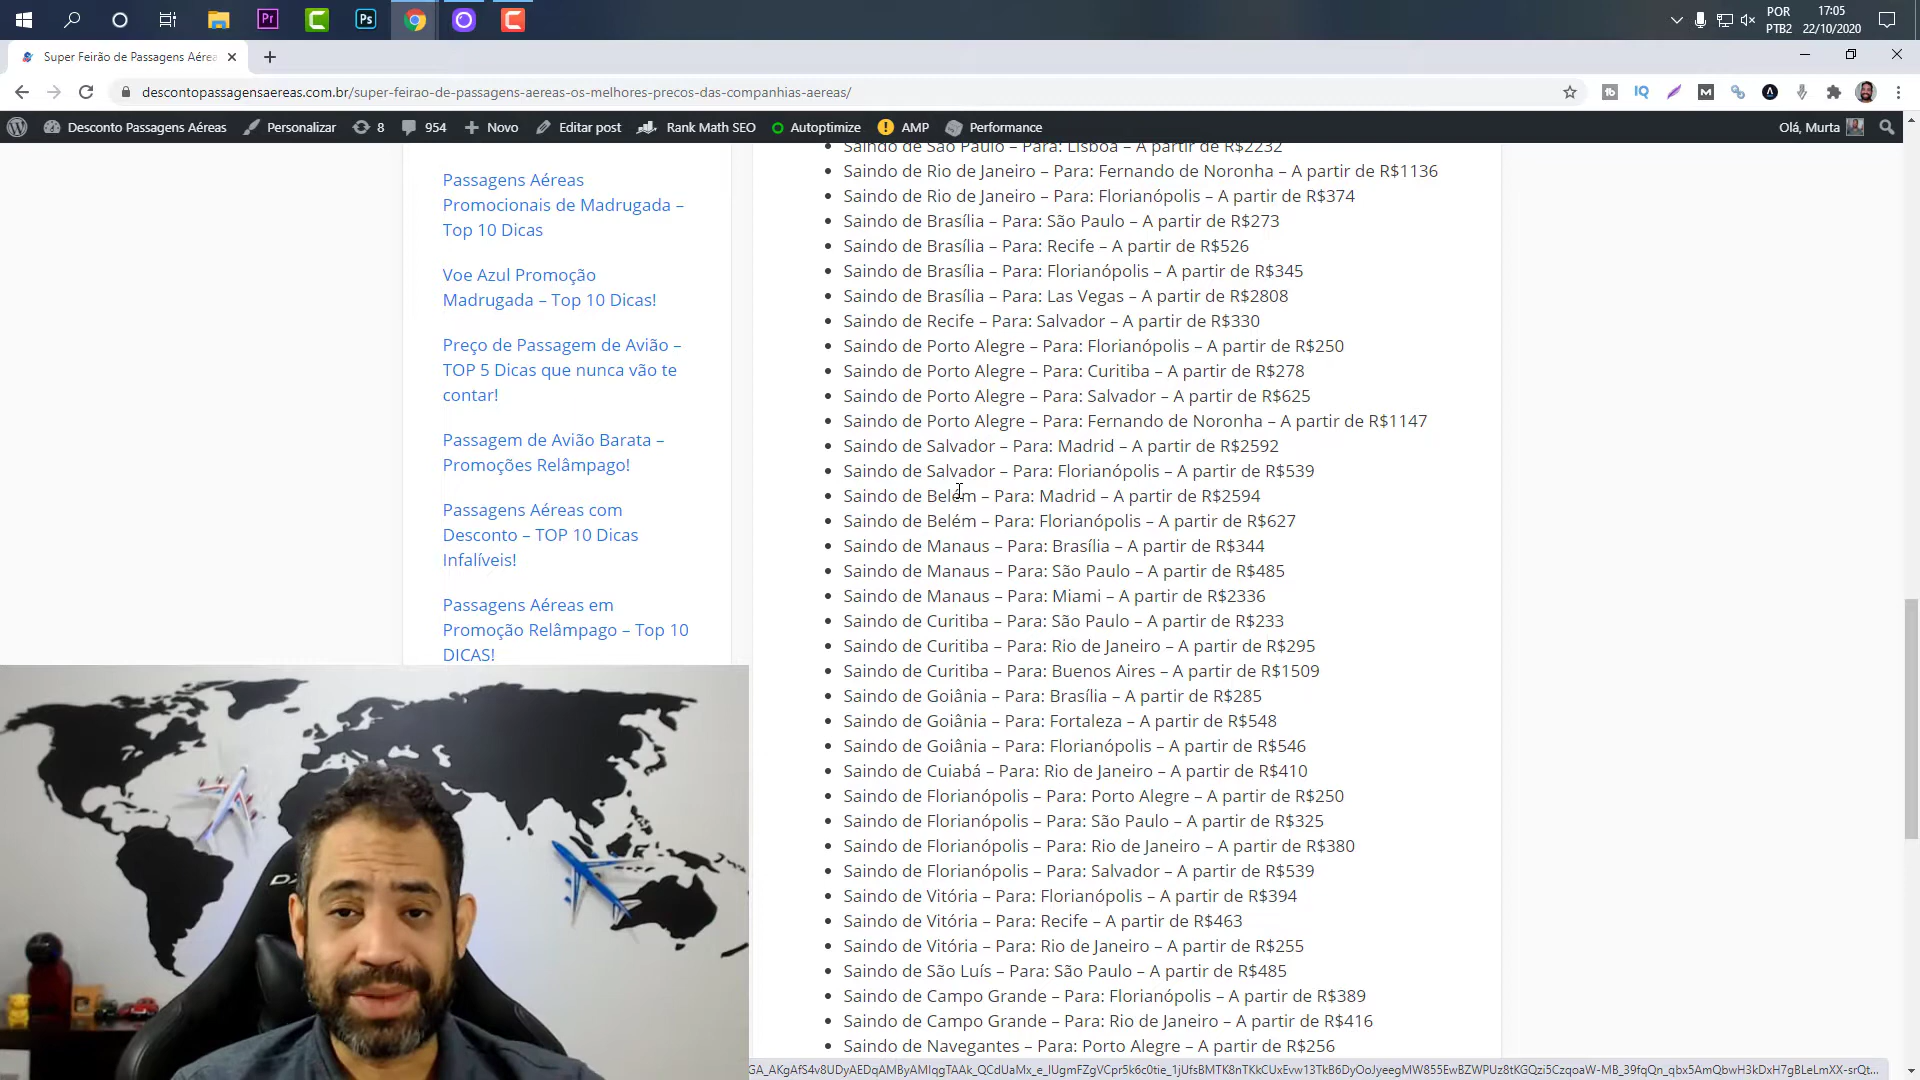 POR
PTB2
17:05
22/10/2020
Super Feirão de Passagens Aérea
descontopassagensaereas.com.br/super-feirao-de-passagens-aereas-os-melhores-precos-das-companhias-aereas/
Desconto Passagens Aéreas Personalizar 8 954 Novo Editar post Rank Math SEO Autoptimize AMP Performance Olá, Murta
Passagens Aéreas
Promocionais de Madrugada –
Top 10 Dicas
Voe Azul Promoção
Madrugada – Top 10 Dicas!
Preço de Passagem de Avião –
TOP 5 Dicas que nunca vão te
contar!
Passagem de Avião Barata –
Promoções Relâmpago!
Passagens Aéreas com
Desconto – TOP 10 Dicas
Infalíveis!
Passagens Aéreas em
Promoção Relâmpago – Top 10
DICAS!
Saindo de São Paulo – Para: Lisboa – A partir de R$2232
Saindo de Rio de Janeiro – Para: Fernando de Noronha – A partir de R$1136
Saindo de Rio de Janeiro – Para: Florianópolis – A partir de R$374
Saindo de Brasília – Para: São Paulo – A partir de R$273
Saindo de Brasília – Para: Recife – A partir de R$526
Saindo de Brasília – Para: Florianópolis – A partir de R$345
Saindo de Brasília – Para: Las Vegas – A partir de R$2808
Saindo de Recife – Para: Salvador – A partir de R$330
Saindo de Porto Alegre – Para: Florianópolis – A partir de R$250
Saindo de Porto Alegre – Para: Curitiba – A partir de R$278
Saindo de Porto Alegre – Para: Salvador – A partir de R$625
Saindo de Porto Alegre – Para: Fernando de Noronha – A partir de R$1147
Saindo de Salvador – Para: Madrid – A partir de R$2592
Saindo de Salvador – Para: Florianópolis – A partir de R$539
Saindo de Belém – Para: Madrid – A partir de R$2594
Saindo de Belém – Para: Florianópolis – A partir de R$627
Saindo de Manaus – Para: Brasília – A partir de R$344
Saindo de Manaus – Para: São Paulo – A partir de R$485
Saindo de Manaus – Para: Miami – A partir de R$2336
Saindo de Curitiba – Para: São Paulo – A partir de R$233
Saindo de Curitiba – Para: Rio de Janeiro – A partir de R$295
Saindo de Curitiba – Para: Buenos Aires – A partir de R$1509
Saindo de Goiânia – Para: Brasília – A partir de R$285
Saindo de Goiânia – Para: Fortaleza – A partir de R$548
Saindo de Goiânia – Para: Florianópolis – A partir de R$546
Saindo de Cuiabá – Para: Rio de Janeiro – A partir de R$410
Saindo de Florianópolis – Para: Porto Alegre – A partir de R$250
Saindo de Florianópolis – Para: São Paulo – A partir de R$325
Saindo de Florianópolis – Para: Rio de Janeiro – A partir de R$380
Saindo de Florianópolis – Para: Salvador – A partir de R$539
Saindo de Vitória – Para: Florianópolis – A partir de R$394
Saindo de Vitória – Para: Recife – A partir de R$463
Saindo de Vitória – Para: Rio de Janeiro – A partir de R$255
Saindo de São Luís – Para: São Paulo – A partir de R$485
Saindo de Campo Grande – Para: Florianópolis – A partir de R$389
Saindo de Campo Grande – Para: Rio de Janeiro – A partir de R$416
Saindo de Navegantes – Para: Porto Alegre – A partir de R$256